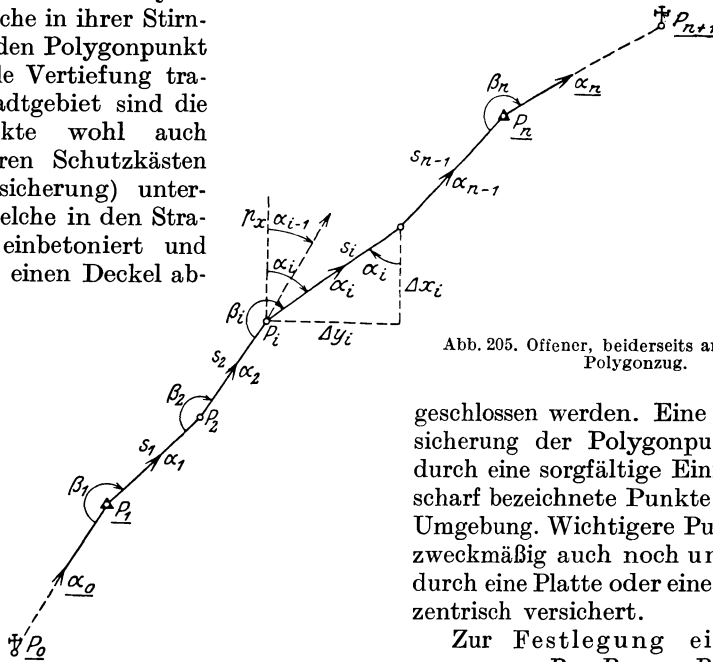 che in ihrer Stirn-
den Polygonpunkt
le Vertiefung tra-
adtgebiet sind die
kte wohl auch
ren Schutzkästen
sicherung) unter-
elche in den Stra-
einbetoniert und
einen Deckel ab-
P_{n+1}
β_n
α_n
P_n
s_{n-1}
α_{n-1}
α_{i-1}
s_i
α_i
α_i
α_i
Δx_i
β_i
P_i
Δy_i
s_2
α_2
β_2
P_2
s_1
α_1
β_1
P_1
α_0
P_0
Abb. 205. Offener, beiderseits a
Polygonzug.
geschlossen werden. Eine
sicherung der Polygonpu
durch eine sorgfältige Ein
scharf bezeichnete Punkte
Umgebung. Wichtigere Pu
zweckmäßig auch noch un
durch eine Platte oder eine
zentrisch versichert.
Zur Festlegung ei